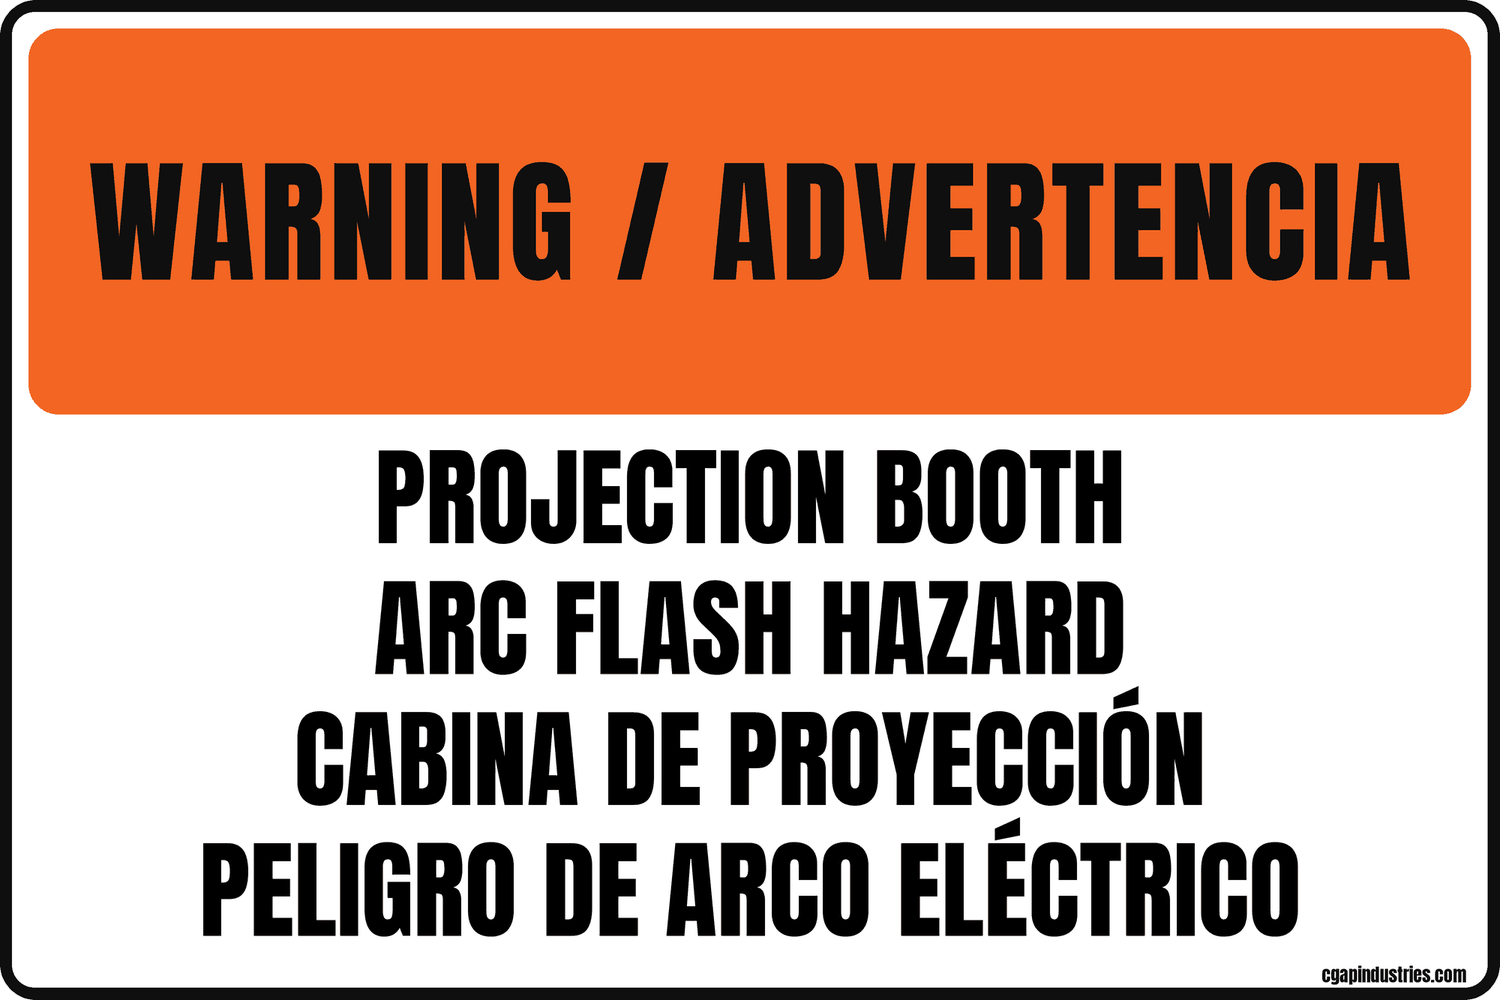 WARNING / ADVERTENCIA
PROJECTION BOOTH
ARC FLASH HAZARD
CABINA DE PROYECCIÓN
PELIGRO DE ARCO ELÉCTRICO
cgapindustries.com